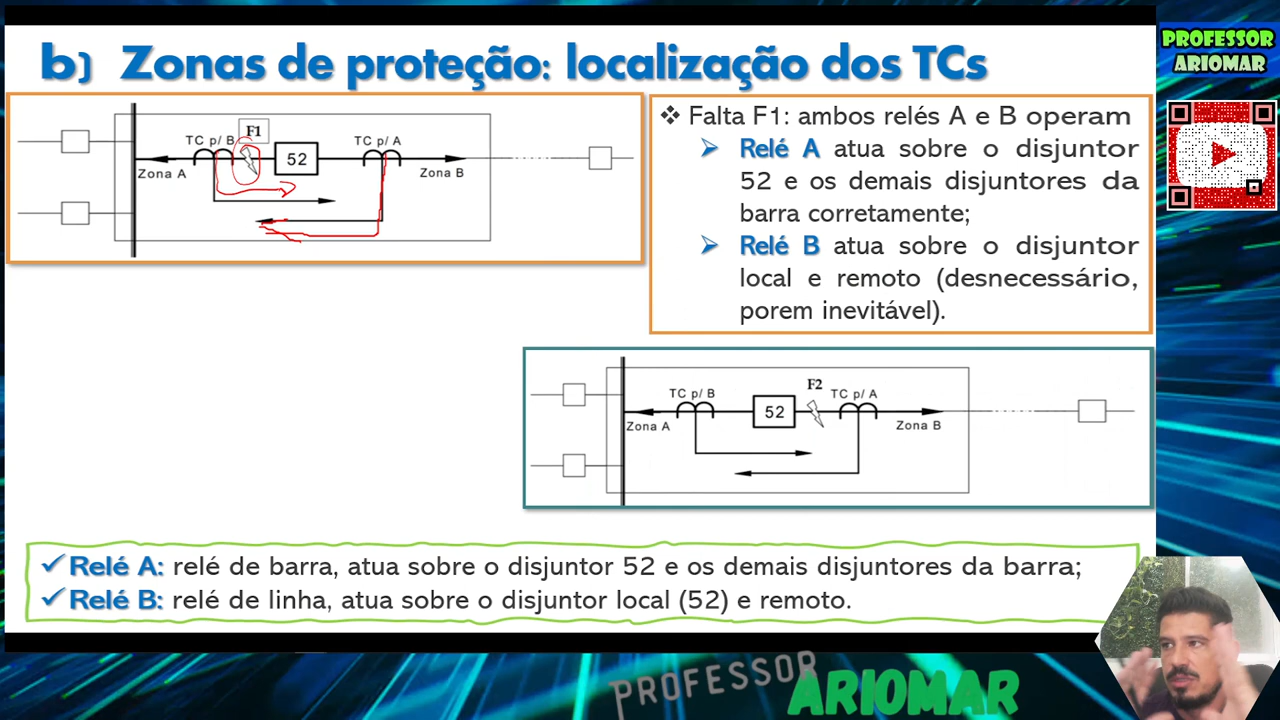 b) Zonas de proteção: localização dos TCs
PROFESSOR
ARIOMAR
TC p/ B
F1
52
TC p/ A
Zona A
Zona B
❖ Falta F1: ambos relés A e B operam
➢ Relé A atua sobre o disjuntor
52 e os demais disjuntores da
barra corretamente;
➢ Relé B atua sobre o disjuntor
local e remoto (desnecessário,
porem inevitável).
TC p/ B
52
F2
TC p/ A
Zona A
Zona B
✓ Relé A: relé de barra, atua sobre o disjuntor 52 e os demais disjuntores da barra;
✓ Relé B: relé de linha, atua sobre o disjuntor local (52) e remoto.
PROFESSOR
ARIOMAR